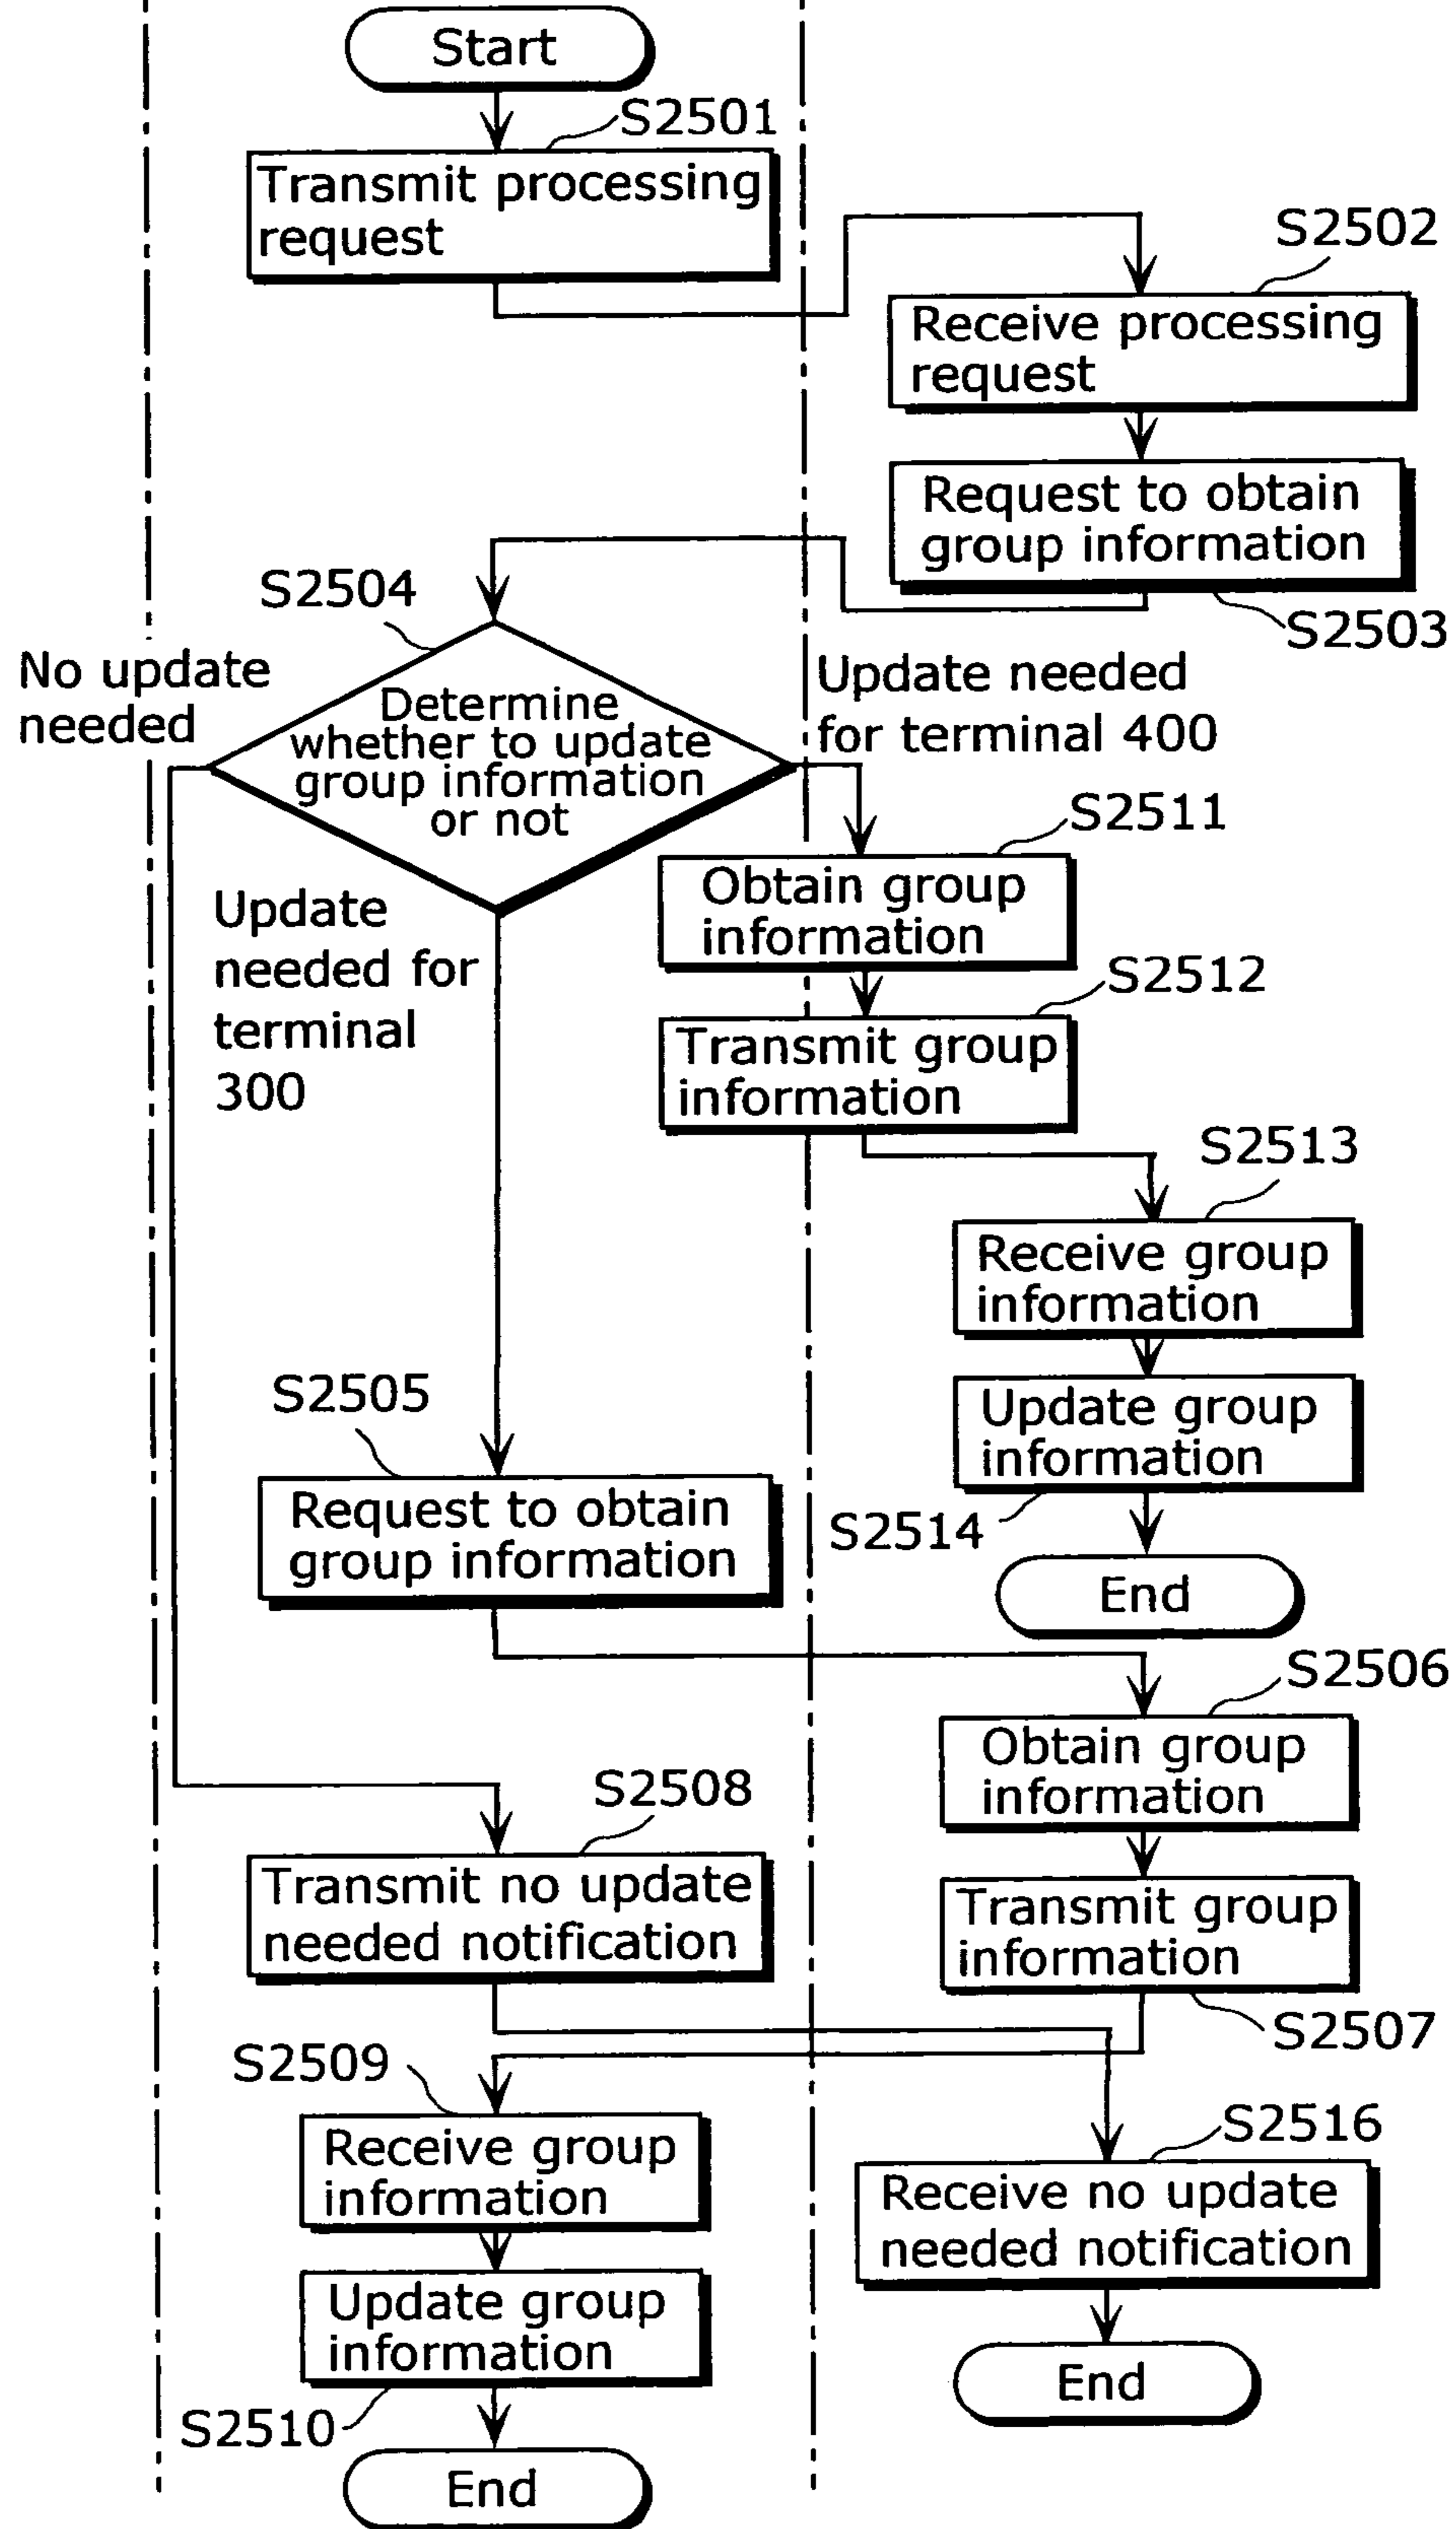 Start
S2501
Transmit processing
request
S2502
Receive processing
request
Request to obtain
group information
S2503
S2504
No update
needed
Determine
whether to update
group information
or not
Update needed
for terminal 400
S2511
Obtain group
information
Update
needed for
terminal
300
S2512
Transmit group
information
S2513
Receive group
information
Update group
information
S2514
End
S2505
Request to obtain
group information
S2506
Obtain group
information
S2508
Transmit no update
needed notification
Transmit group
information
S2507
S2509
Receive group
information
S2516
Receive no update
needed notification
Update group
information
S2510
End
End